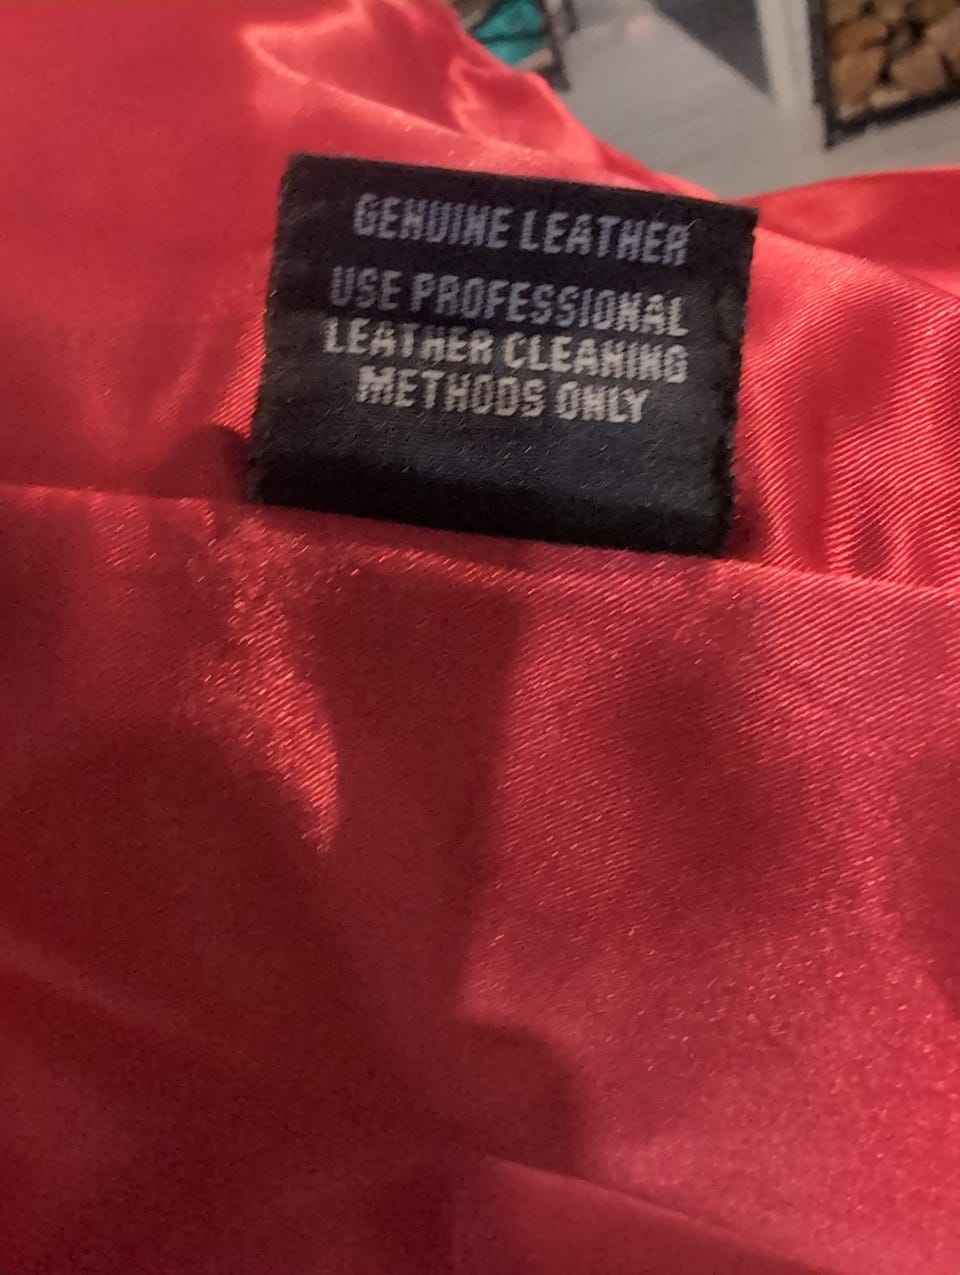 GENUINE LEATHER
USE PROFESSIONAL
LEATHER CLEANING
METHODS ONLY